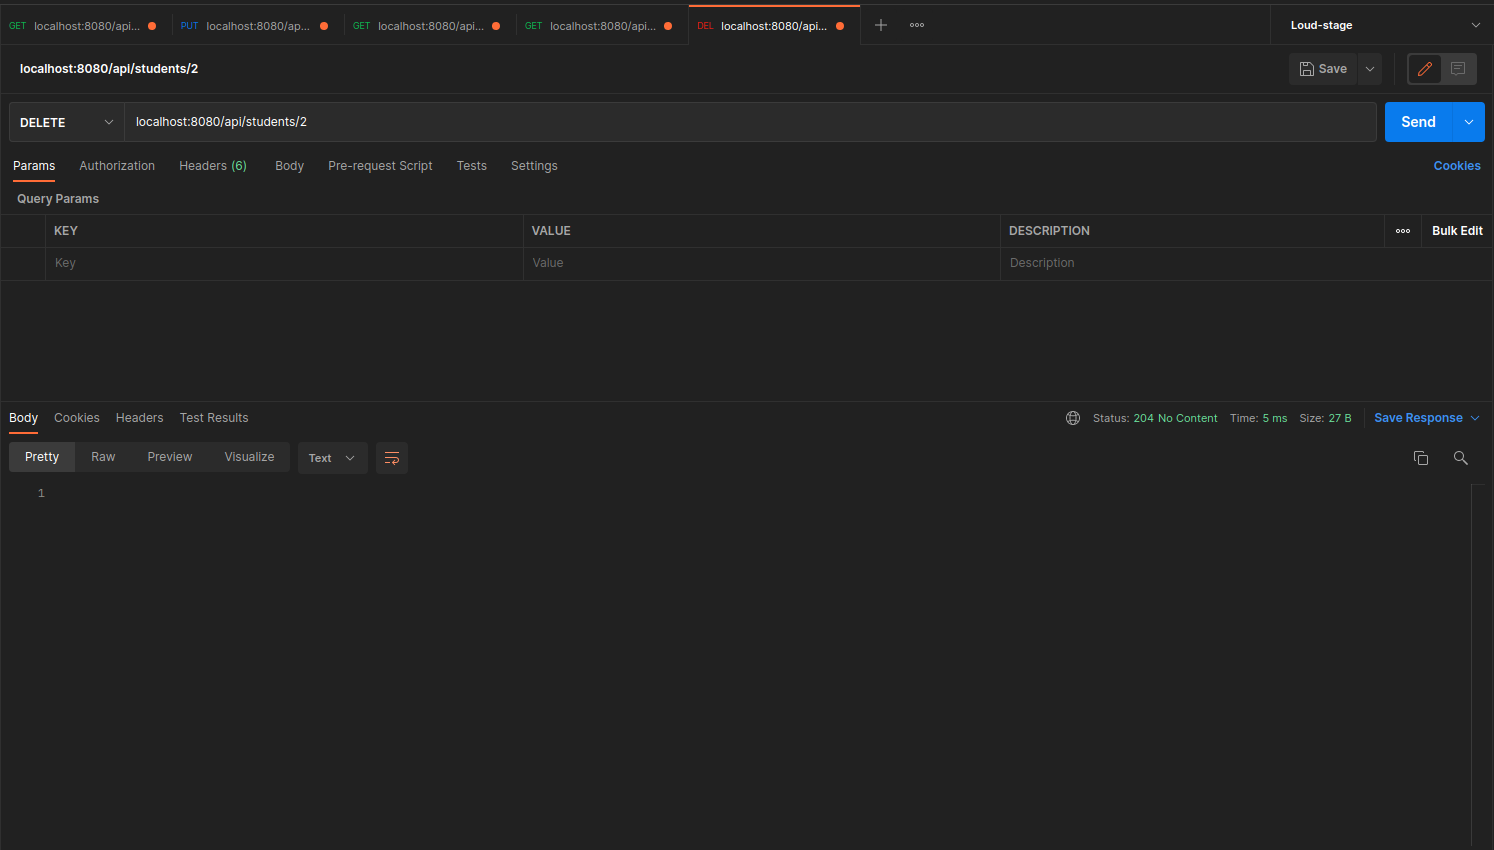 GET localhost:8080/api... PUT localhost:8080/ap... GET localhost:8080/api... GET localhost:8080/api... DEL localhost:8080/api... Loud-stage
localhost:8080/api/students/2 Save
DELETE localhost:8080/api/students/2 Send
Params Authorization Headers (6) Body Pre-request Script Tests Settings Cookies
Query Params
KEY VALUE DESCRIPTION Bulk Edit
Key Value Description
Body Cookies Headers Test Results Status: 204 No Content Time: 5 ms Size: 27 B Save Response
Pretty Raw Preview Visualize Text
1